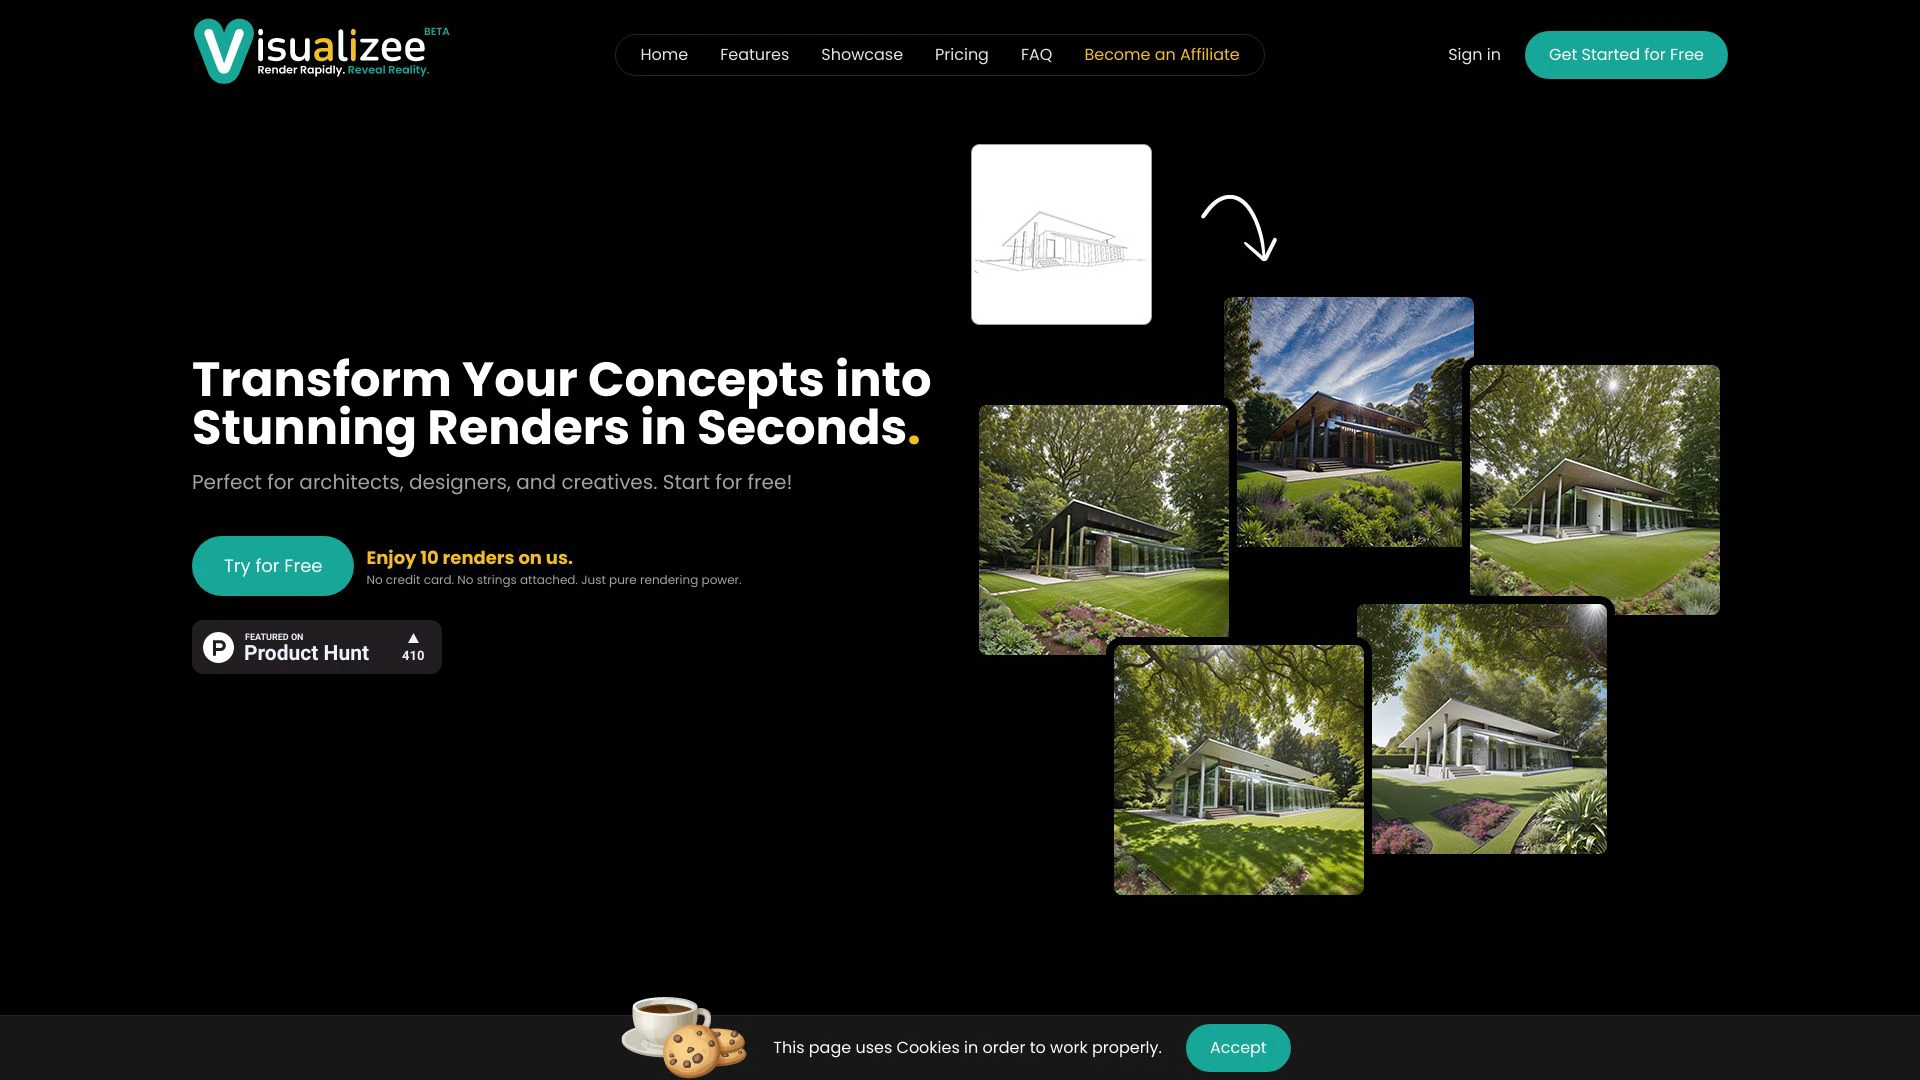 Visualizee BETA
Render Rapidly. Reveal Reality.
Home Features Showcase Pricing FAQ Become an Affiliate
Sign in Get Started for Free
Transform Your Concepts into
Stunning Renders in Seconds.
Perfect for architects, designers, and creatives. Start for free!
Try for Free
Enjoy 10 renders on us.
No credit card. No strings attached. Just pure rendering power.
P
FEATURED ON
Product Hunt
410
This page uses Cookies in order to work properly. Accept